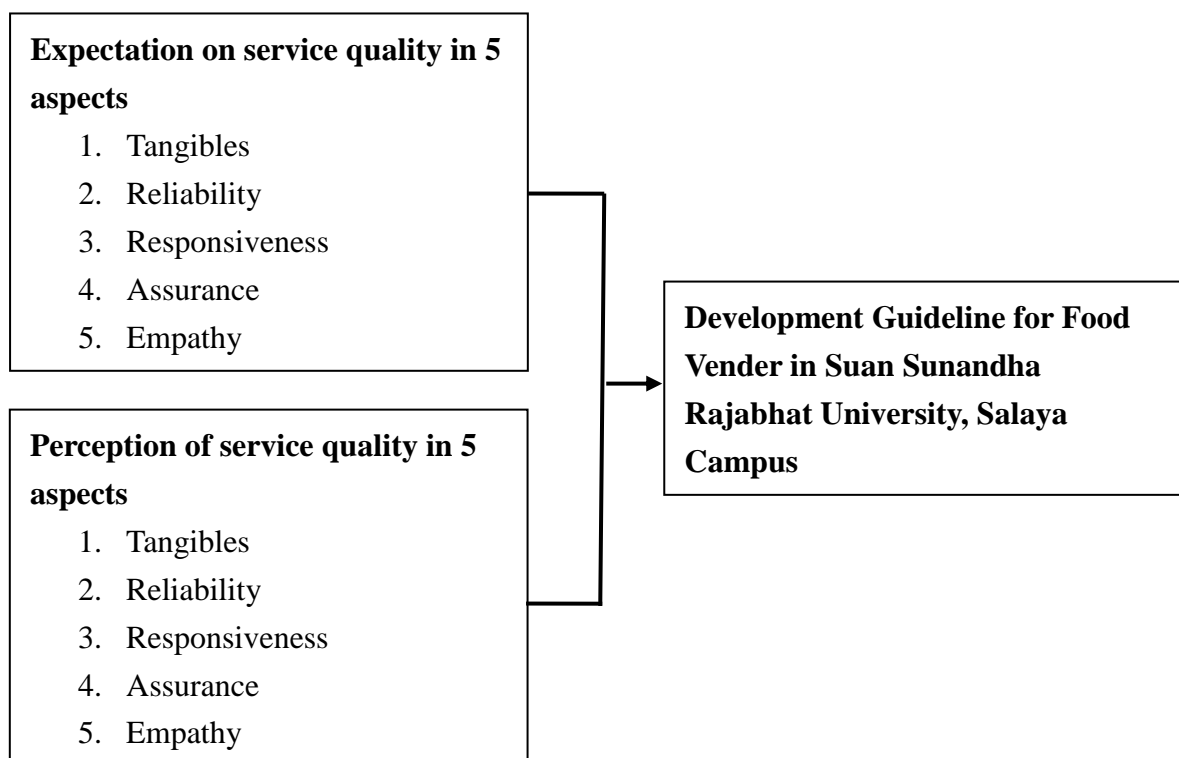 Expectation on service quality in 5
aspects
1. Tangibles
2. Reliability
3. Responsiveness
4. Assurance
5. Empathy
Perception of service quality in 5
aspects
1. Tangibles
2. Reliability
3. Responsiveness
4. Assurance
5. Empathy
Development Guideline for Food
Vender in Suan Sunandha
Rajabhat University, Salaya
Campus